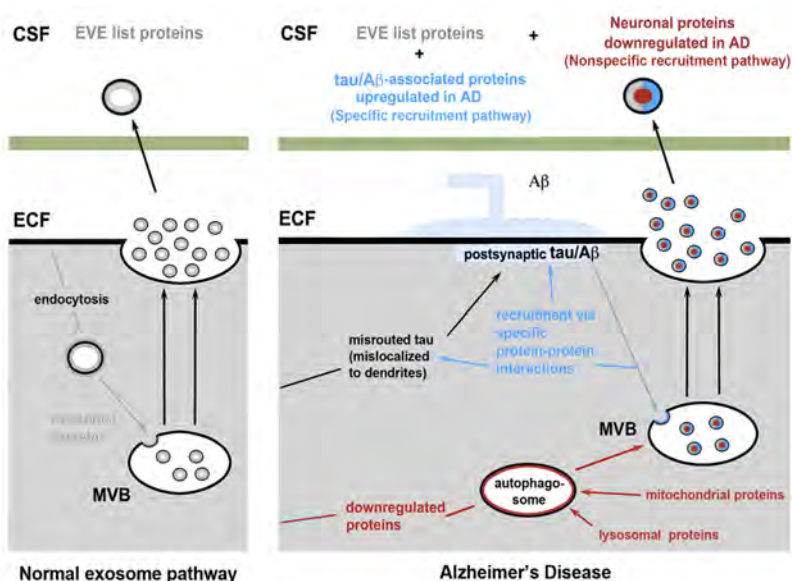 CSF
EVE list proteins
ECF
endocytosis
MVB
Normal exosome pathway
CSF
EVE list proteins
+
tau/Aβ-associated proteins
upregulated in AD
(Specific recruitment pathway)
+
Neuronal proteins
downregulated in AD
(Nonspecific recruitment pathway)
Aβ
ECF
postsynaptic tau/Aβ
misrouted tau
(mislocalized
to dendrites)
recruitment via
specific
protein-protein
interactions
MVB
autophago-
some
downregulated
proteins
mitochondrial proteins
lysosomal proteins
Alzheimer's Disease